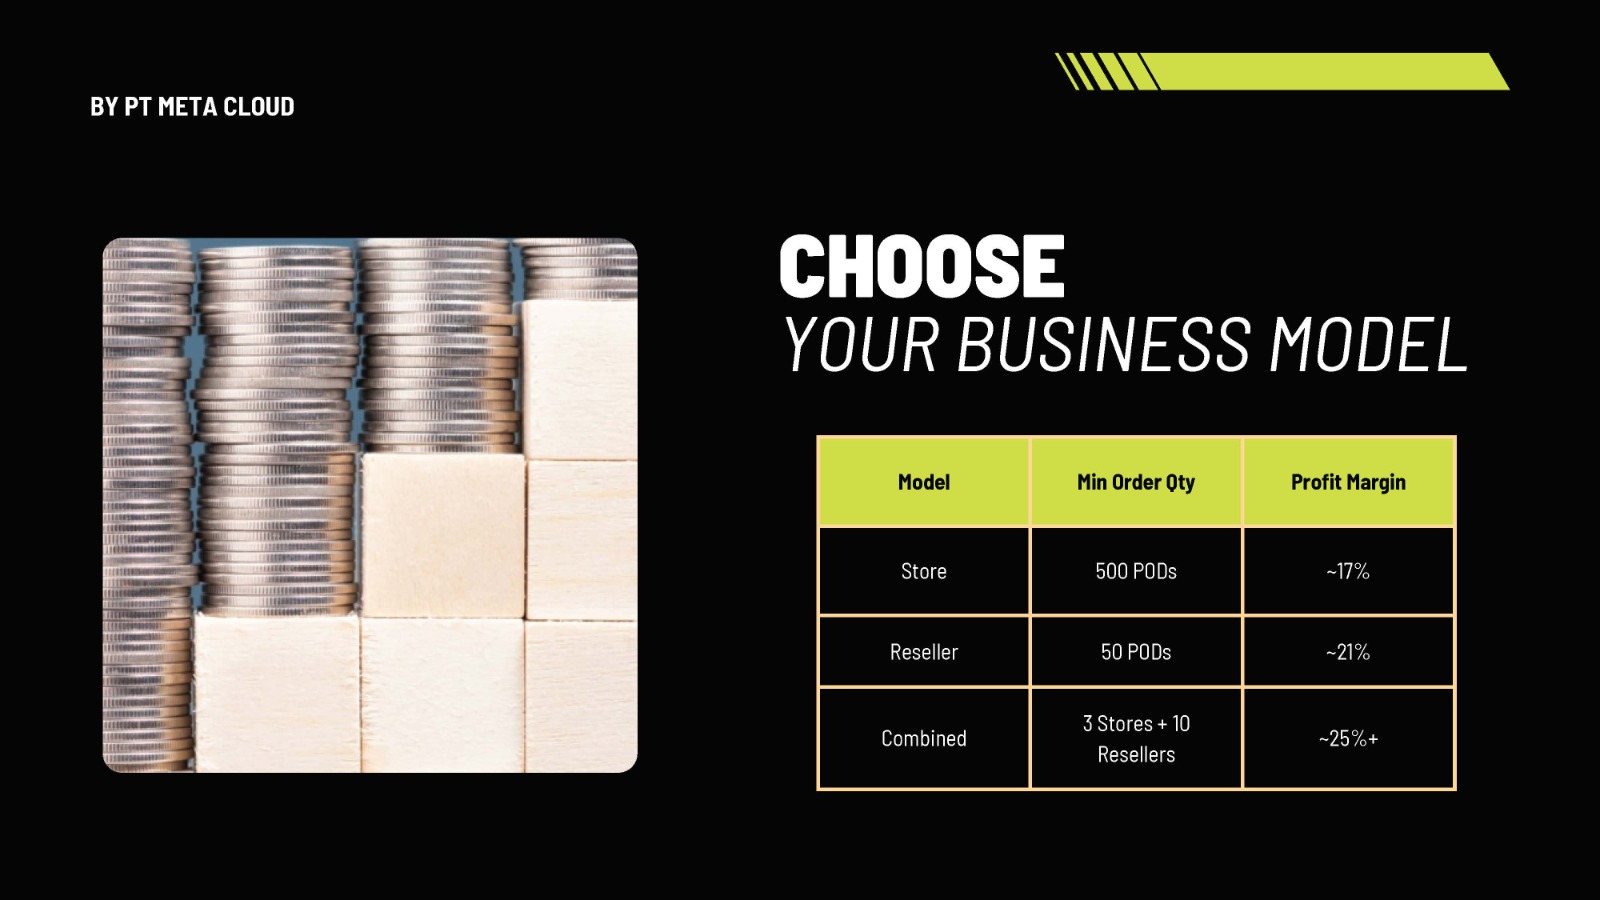 BY PT META CLOUD
CHOOSE
YOUR BUSINESS MODEL
Model Min Order Qty Profit Margin
Store 500 PODs ~17%
Reseller 50 PODs ~21%
Combined 3 Stores + 10 Resellers ~25%+